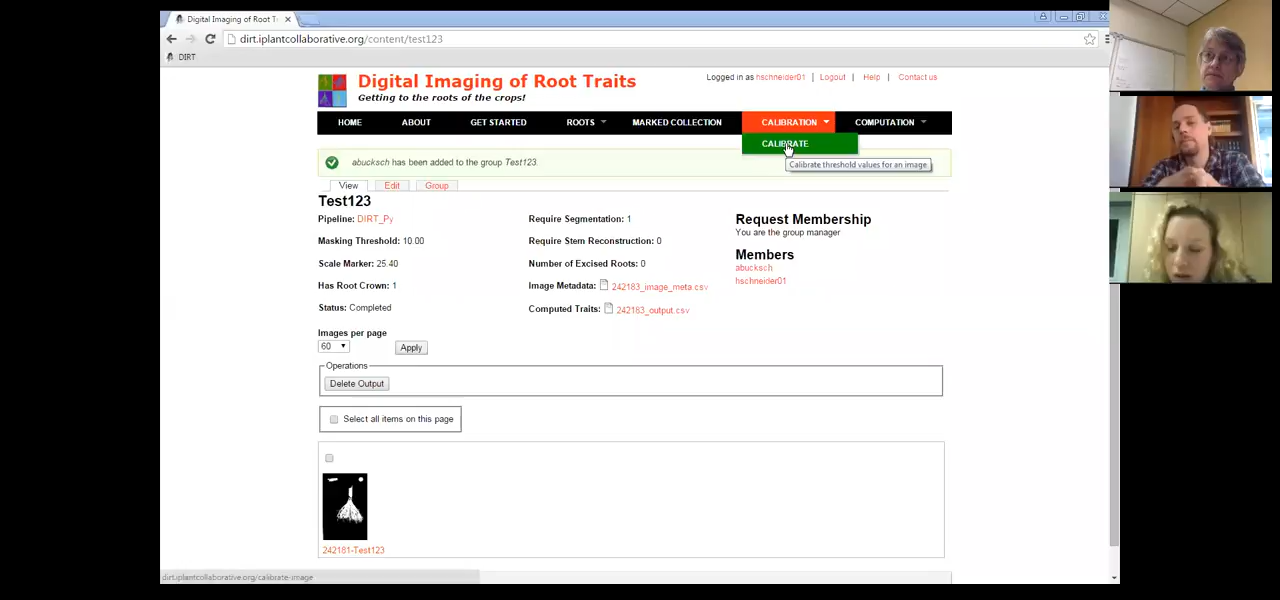 Digital Imaging of Root T
dirt.iplantcollaborative.org/content/test123
DIRT
Digital Imaging of Root Traits
Getting to the roots of the crops!
Logged in as hschneider01 | Logout | Help | Contact us
HOME ABOUT GET STARTED ROOTS MARKED COLLECTION CALIBRATION COMPUTATION
CALIBRATE
Calibrate threshold values for an image
abucksch has been added to the group Test123.
View Edit Group
Test123
Pipeline: DIRT_Py
Masking Threshold: 10.00
Scale Marker: 25.40
Has Root Crown: 1
Status: Completed
Require Segmentation: 1
Require Stem Reconstruction: 0
Number of Excised Roots: 0
Image Metadata: 242183_image_meta.csv
Computed Traits: 242183_output.csv
Request Membership
You are the group manager
Members
abucksch
hschneider01
Images per page
60 Apply
Operations
Delete Output
Select all items on this page
242181-Test123
dirt.iplantcollaborative.org/calibrate-image